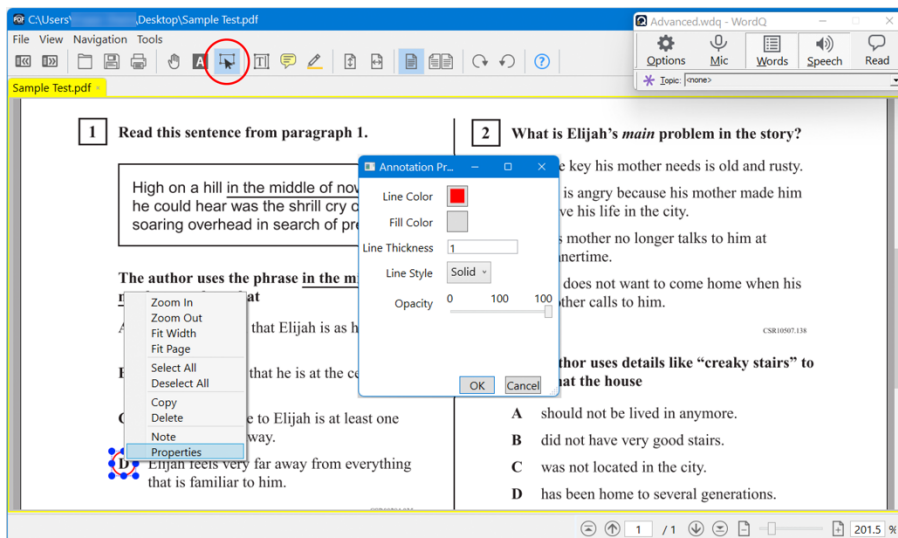 C:\Users\ \Desktop\Sample Test.pdf
File View Navigation Tools
Sample Test.pdf
Advanced.wdq - WordQ
Options Mic Words Speech Read
Topic: <none>
1 Read this sentence from paragraph 1.
High on a hill in the middle of
he could hear was the shrill cry
soaring overhead in search of
The author uses the phrase in the
at
that Elijah is as
that he is at the
to Elijah is at least one
way.
D Elijah feels very far away from everything
that is familiar to him.
Zoom In
Zoom Out
Fit Width
Fit Page
Select All
Deselect All
Copy
Delete
Note
Properties
Annotation Pr...
Line Color
Fill Color
Line Thickness 1
Line Style Solid
Opacity 0 100 100
OK Cancel
2 What is Elijah's main problem in the story?
key his mother needs is old and rusty.
is angry because his mother made him
his life in the city.
mother no longer talks to him at
does not want to come home when his
calls to him.
CSR10507.138
uses details like “creaky stairs” to
the house
A should not be lived in anymore.
B did not have very good stairs.
C was not located in the city.
D has been home to several generations.
1 / 1 201.5 %